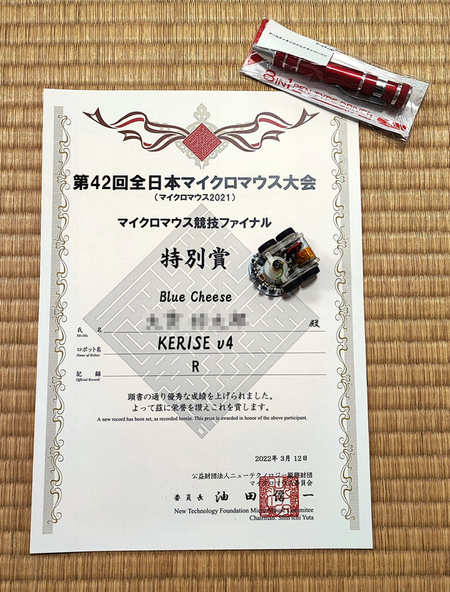 8 IN 1 PEN TYPE DRIVER
第42回全日本マイクロマウス大会
(マイクロマウス2021)
マイクロマウス競技ファイナル
特別賞
Blue Cheese
氏 名
殿
ロボット名
Name of Robot
KERISE v4
記 録
Official Record
R
頭書の通り優秀な成績を上げられました。
よって茲に栄誉を讃えこれを賞します。
A new record has been set, as recorded herein. This prize is awarded in honor of the above participant.
2022年 3月 12日
公益財団法人ニューテクノロジー振興財団
マイクロマウス委員会
委員長 油田信一
New Technology Foundation Micromouse Committee
Chairman: Shin'ichi Yuta